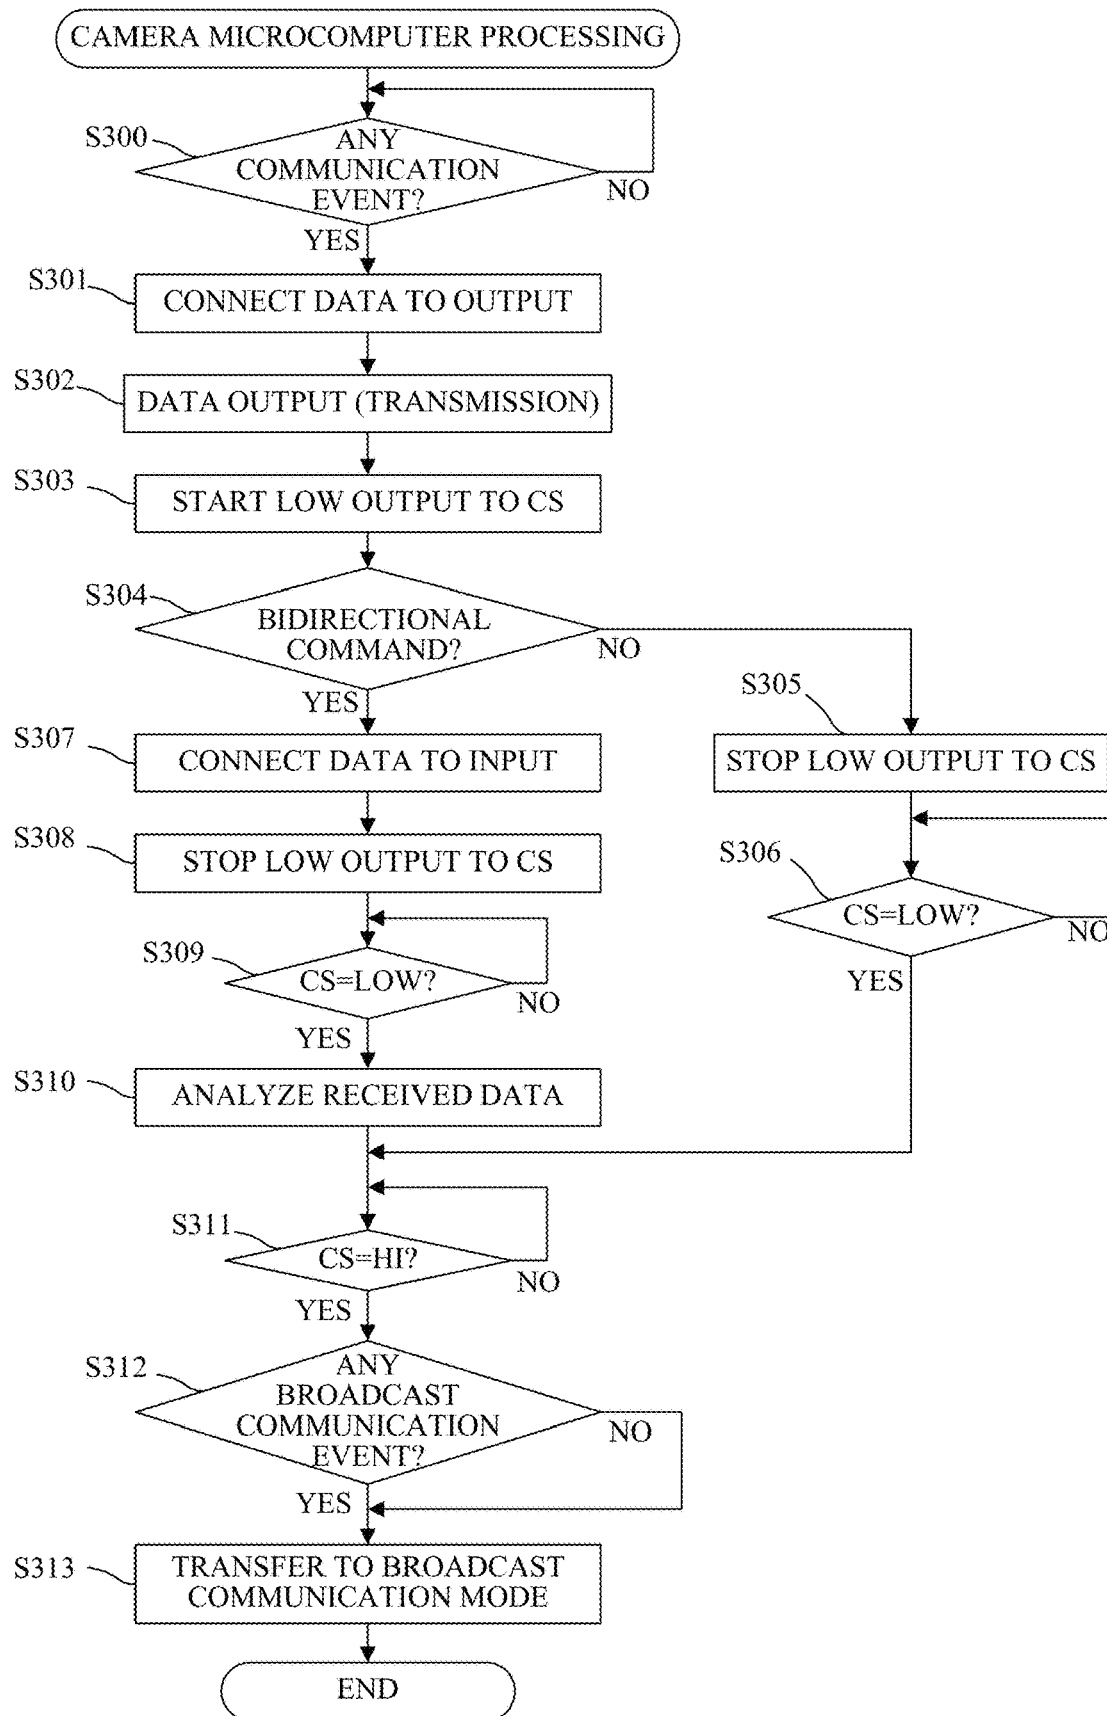 CAMERA MICROCOMPUTER PROCESSING
S300
ANY
COMMUNICATION
EVENT?
NO
YES
S301
CONNECT DATA TO OUTPUT
S302
DATA OUTPUT (TRANSMISSION)
S303
START LOW OUTPUT TO CS
S304
BIDIRECTIONAL
COMMAND?
NO
YES
S305
STOP LOW OUTPUT TO CS
S306
CS=LOW?
NO
YES
S307
CONNECT DATA TO INPUT
S308
STOP LOW OUTPUT TO CS
S309
CS=LOW?
NO
YES
S310
ANALYZE RECEIVED DATA
S311
CS=HI?
NO
YES
S312
ANY
BROADCAST
COMMUNICATION
EVENT?
NO
YES
S313
TRANSFER TO BROADCAST
COMMUNICATION MODE
END